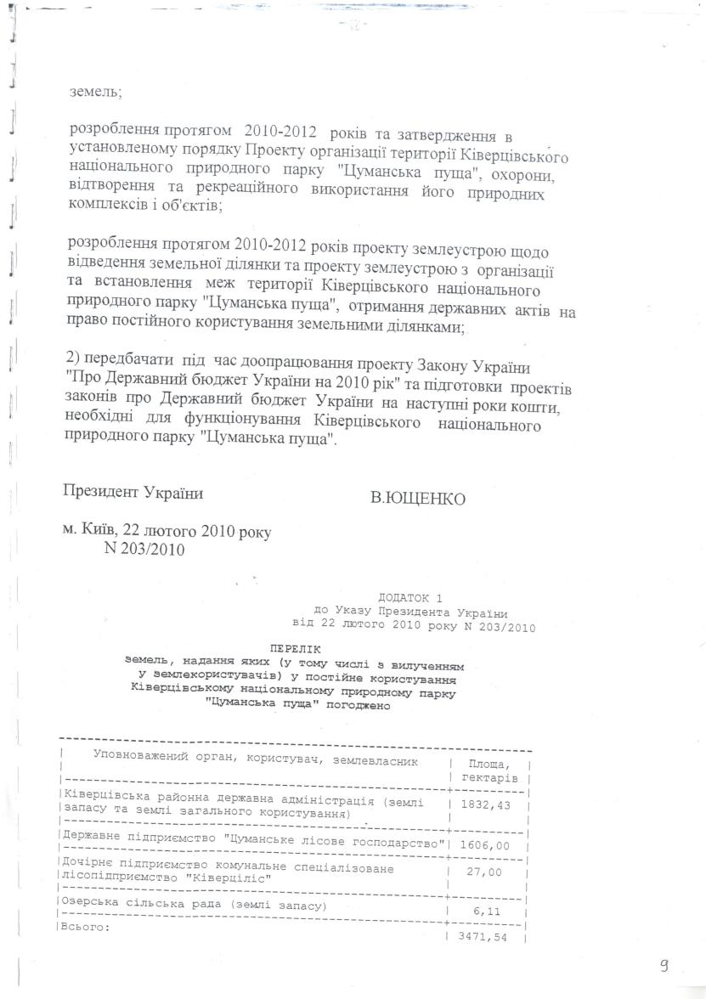 земель;
розроблення протягом 2010-2012 років та затвердження в
установленому порядку Проекту організації території Ківерцівського
національного природного парку "Цуманська пуща", охорони,
відтворення та рекреаційного використання його природних
комплексів і об'єктів;
розроблення протягом 2010-2012 років проекту землеустрою щодо
відведення земельної ділянки та проекту землеустрою з організації
та встановлення меж території Ківерцівського національного
природного парку "Цуманська пуща", отримання державних актів на
право постійного користування земельними ділянками;
2) передбачати під час доопрацювання проекту Закону України
"Про Державний бюджет України на 2010 рік" та підготовки проектів
законів про Державний бюджет України на наступні роки кошти,
необхідні для функціонування Ківерцівського національного
природного парку "Цуманська пуща".
Президент України В.ЮЩЕНКО
м. Київ, 22 лютого 2010 року
N 203/2010
ДОДАТОК 1
до Указу Президента України
від 22 лютого 2010 року N 203/2010
ПЕРЕЛІК
земель, надання яких (у тому числі з вилученням
у землекористувачів) у постійне користування
Ківерцівському національному природному парку
"Цуманська пуща" погоджено
Уповноважений орган, користувач, землевласник | Площа, |
гектарів |
|Ківерцівська районна державна адміністрація (землі | 1832,43 |
|запасу та землі загального користування) | |
|Державне підприємство "Цуманське лісове господарство"| 1606,00 |
|Дочірнє підприємство комунальне спеціалізоване | 27,00 |
|лісопідприємство "Ківерціліс" | |
|Озерська сільська рада (землі запасу) | 6,11 |
|Всього: | 3471,54 |
9